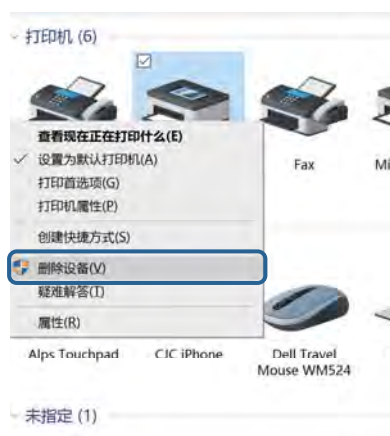 打印机 (6)
查看现在正在打印什么(E)
设置为默认打印机(A)
打印首选项(G)
打印机属性(P)
创建快捷方式(S)
删除设备(V)
疑难解答(T)
属性(R)
Fax
Mi
Alps Touchpad
CJC iPhone
Dell Travel
Mouse WM524
未指定 (1)